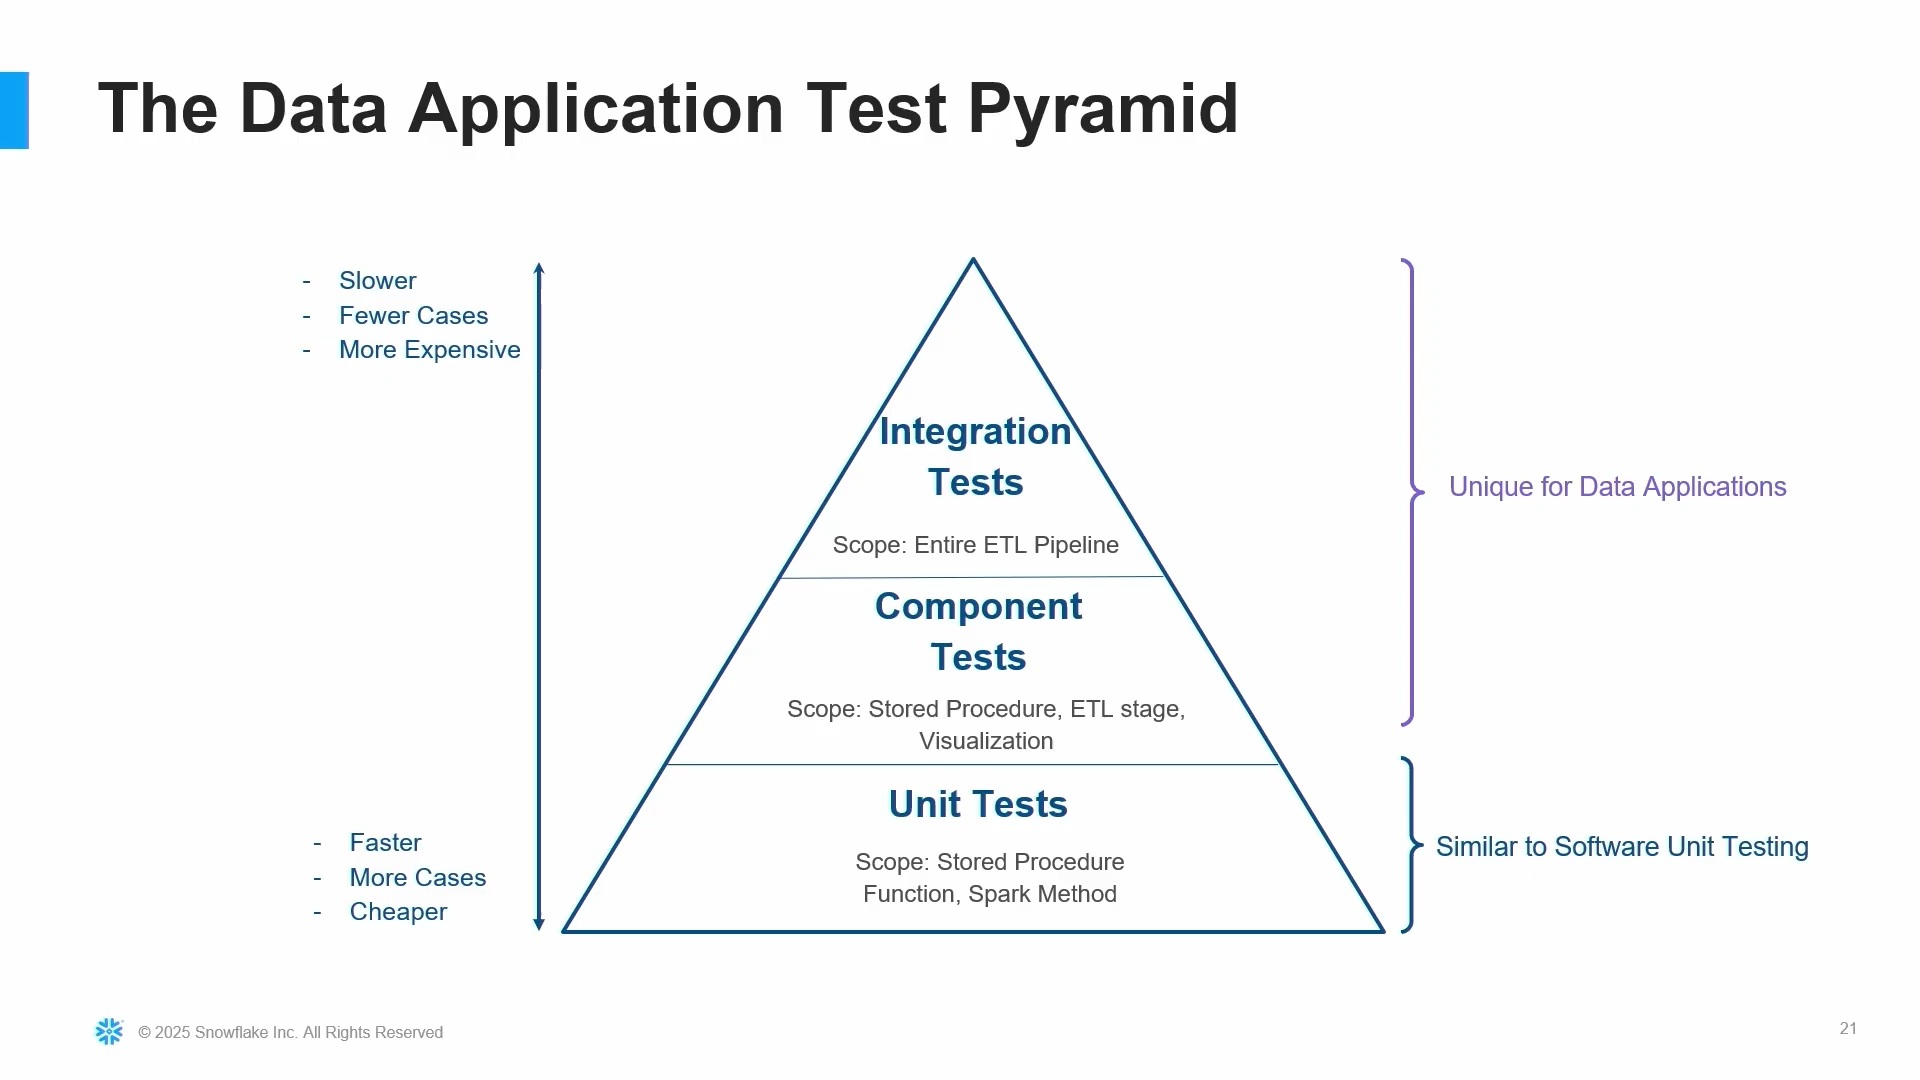 The Data Application Test Pyramid
- Slower
- Fewer Cases
- More Expensive
Integration
Tests
Scope: Entire ETL Pipeline
Component
Tests
Scope: Stored Procedure, ETL stage,
Visualization
Unit Tests
Scope: Stored Procedure
Function, Spark Method
- Faster
- More Cases
- Cheaper
Unique for Data Applications
Similar to Software Unit Testing
© 2025 Snowflake Inc. All Rights Reserved
21